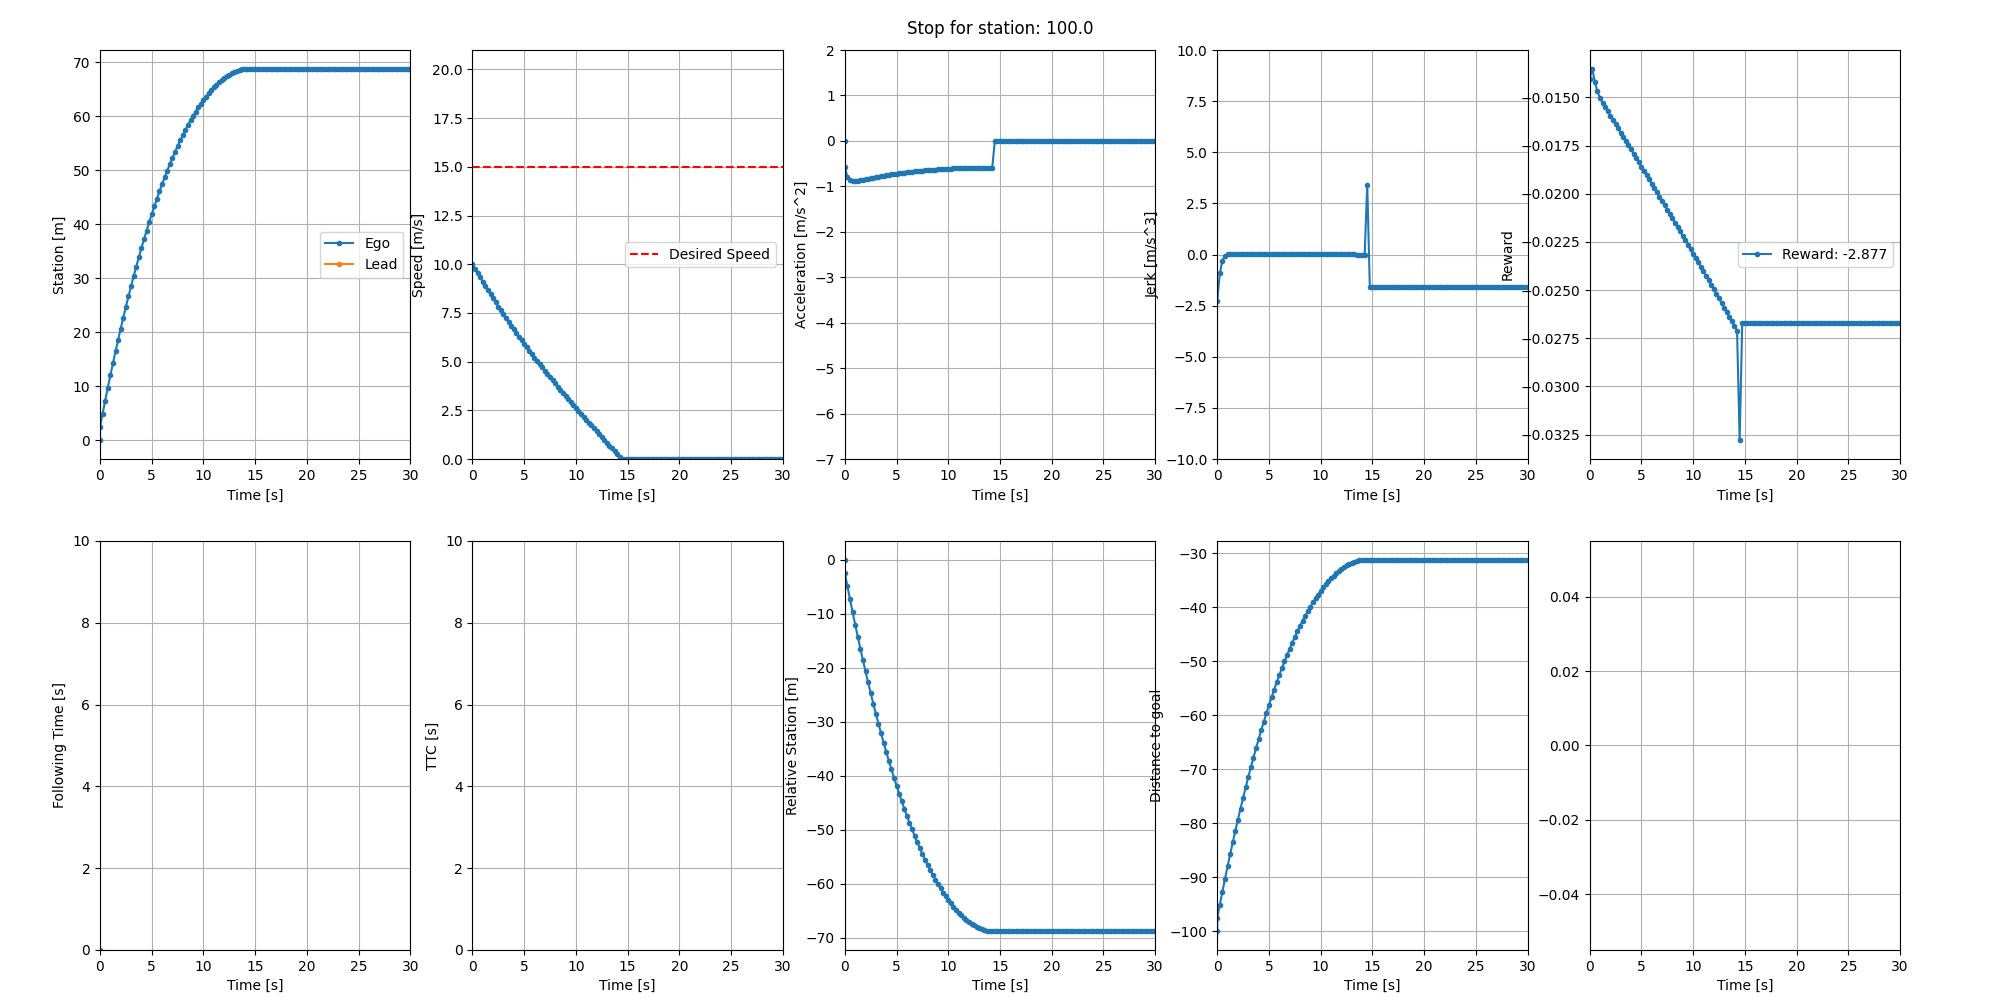 Stop for station: 100.0
70
60
50
40
30
20
10
0
Station [m]
Ego
Lead
0 5 10 15 20 25 30
Time [s]
20.0
17.5
15.0
12.5
10.0
7.5
5.0
2.5
0.0
Speed [m/s]
Desired Speed
0 5 10 15 20 25 30
Time [s]
2
1
0
−1
−2
−3
−4
−5
−6
−7
Acceleration [m/s^2]
0 5 10 15 20 25 30
Time [s]
10.0
7.5
5.0
2.5
0.0
−2.5
−5.0
−7.5
−10.0
Jerk [m/s^3]
0 5 10 15 20 25 30
Time [s]
−0.0150
−0.0175
−0.0200
−0.0225
−0.0250
−0.0275
−0.0300
−0.0325
Reward
Reward: -2.877
0 5 10 15 20 25 30
Time [s]
10
8
6
4
2
0
Following Time [s]
0 5 10 15 20 25 30
Time [s]
10
8
6
4
2
0
TTC [s]
0 5 10 15 20 25 30
Time [s]
0
−10
−20
−30
−40
−50
−60
−70
Relative Station [m]
0 5 10 15 20 25 30
Time [s]
−30
−40
−50
−60
−70
−80
−90
−100
Distance to goal
0 5 10 15 20 25 30
Time [s]
0.04
0.02
0.00
−0.02
−0.04
0 5 10 15 20 25 30
Time [s]